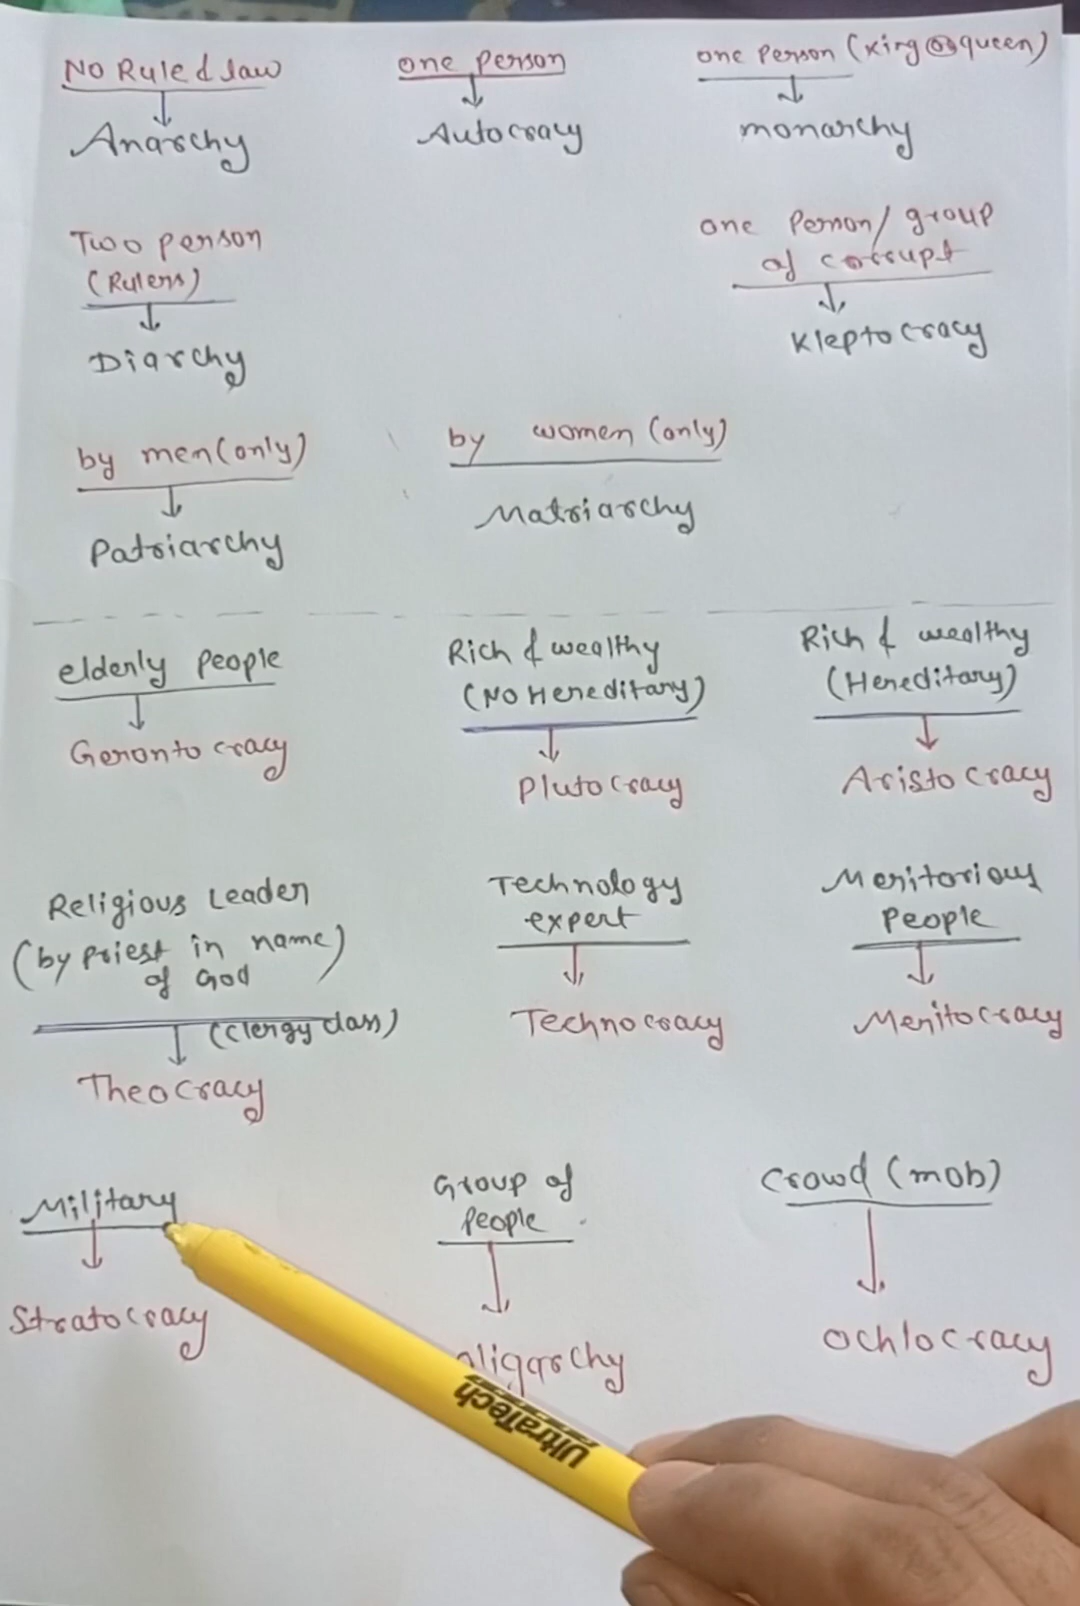 No Rule & law
Anarchy
one person
Autocracy
one Person (King or queen)
monarchy
Two person
(Rulers)
Diarchy
one Person/ group
of corrupt
Kleptocracy
by men (only)
Patriarchy
by women (only)
Matriarchy
elderly people
Gerontocracy
Rich & wealthy
(No Hereditary)
Plutocracy
Rich & wealthy
(Hereditary)
Aristocracy
Religious Leader
(by priest in name
of God)
(Clergy class)
Theocracy
Technology
expert
Technocracy
Meritorious
People
Meritocracy
Military
Stratocracy
Group of
People
oligarchy
Crowd (mob)
Ochlocracy
UltraTech